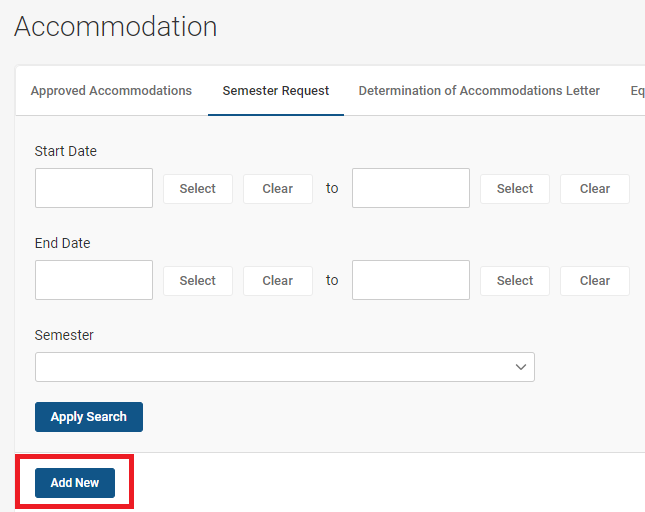 Accommodation
Approved Accommodations Semester Request Determination of Accommodations Letter Eq
Start Date
Select Clear to Select Clear
End Date
Select Clear to Select Clear
Semester
Apply Search
Add New